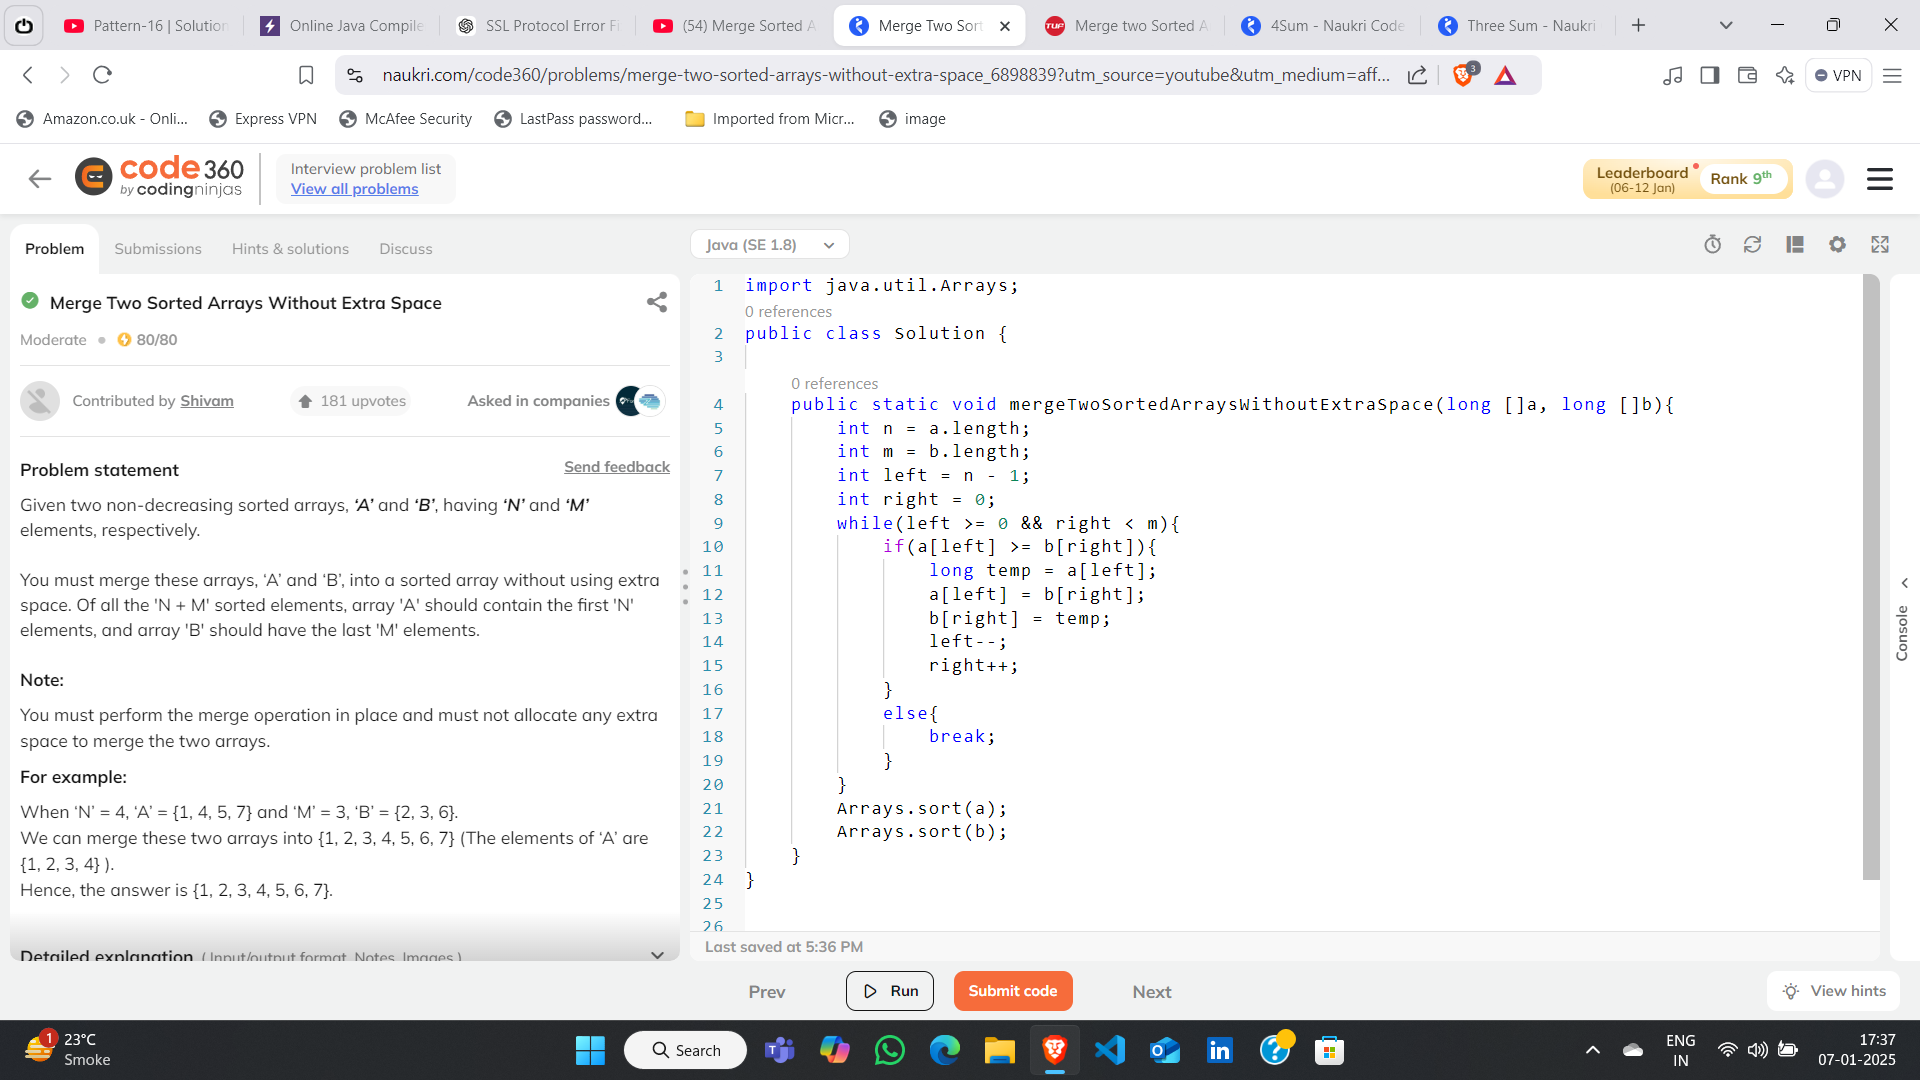 Pattern-16 | Solution
Online Java Compile
SSL Protocol Error Fi
(54) Merge Sorted A
Merge Two Sort
Merge two Sorted A
4Sum - Naukri Code
Three Sum - Naukri
naukri.com/code360/problems/merge-two-sorted-arrays-without-extra-space_6898839?utm_source=youtube&utm_medium=aff...
3
VPN
Amazon.co.uk - Onli...
Express VPN
McAfee Security
LastPass password...
Imported from Micr...
image
code 360
by codingninjas
Interview problem list
View all problems
Leaderboard
(06-12 Jan)
Rank 9th
Problem
Submissions
Hints & solutions
Discuss
Java (SE 1.8)
Merge Two Sorted Arrays Without Extra Space
Moderate
80/80
Contributed by Shivam
181 upvotes
Asked in companies
Problem statement
Send feedback
Given two non-decreasing sorted arrays, ‘A’ and ‘B’, having ‘N’ and ‘M’
elements, respectively.
You must merge these arrays, ‘A’ and ‘B’, into a sorted array without using extra
space. Of all the 'N + M' sorted elements, array 'A' should contain the first 'N'
elements, and array 'B' should have the last 'M' elements.
Note:
You must perform the merge operation in place and must not allocate any extra
space to merge the two arrays.
For example:
When ‘N’ = 4, ‘A’ = {1, 4, 5, 7} and ‘M’ = 3, ‘B’ = {2, 3, 6}.
We can merge these two arrays into {1, 2, 3, 4, 5, 6, 7} (The elements of ‘A’ are
{1, 2, 3, 4} ).
Hence, the answer is {1, 2, 3, 4, 5, 6, 7}.
Detailed explanation ( Input/output format, Notes, Images )
1 import java.util.Arrays;
0 references
2 public class Solution {
3
0 references
4 public static void mergeTwoSortedArraysWithoutExtraSpace(long []a, long []b){
5 int n = a.length;
6 int m = b.length;
7 int left = n - 1;
8 int right = 0;
9 while(left >= 0 && right < m){
10 if(a[left] >= b[right]){
11 long temp = a[left];
12 a[left] = b[right];
13 b[right] = temp;
14 left--;
15 right++;
16 }
17 else{
18 break;
19 }
20 }
21 Arrays.sort(a);
22 Arrays.sort(b);
23 }
24 }
25
26
Last saved at 5:36 PM
Console
Prev
Run
Submit code
Next
View hints
1
23°C
Smoke
Search
ENG
IN
17:37
07-01-2025